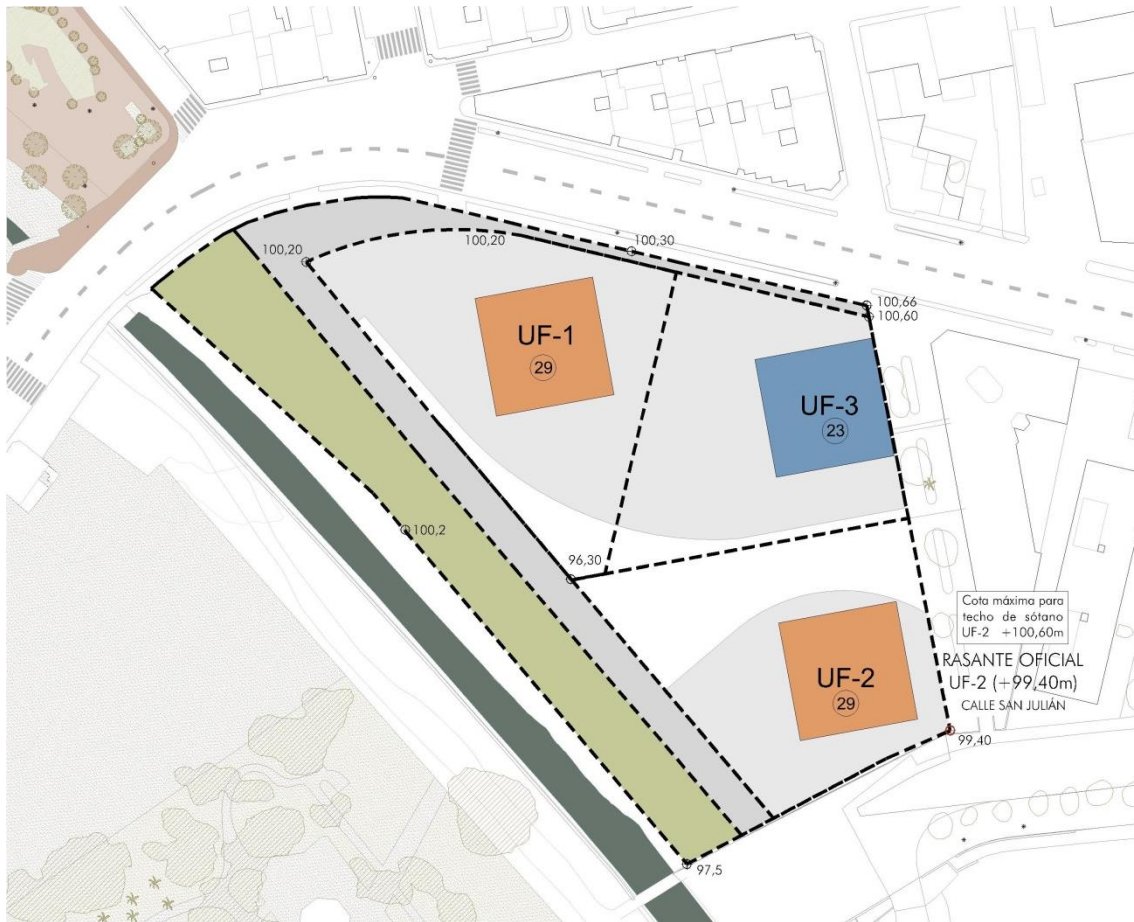 100,20
100,20
100,30
100,66
100,60
UF-1
29
UF-3
23
100,2
96,30
Cota máxima para
techo de sótano
UF-2 +100,60m
RASANTE OFICIAL
UF-2 (+99,40m)
CALLE SAN JULIÁN
UF-2
29
99,40
97,5